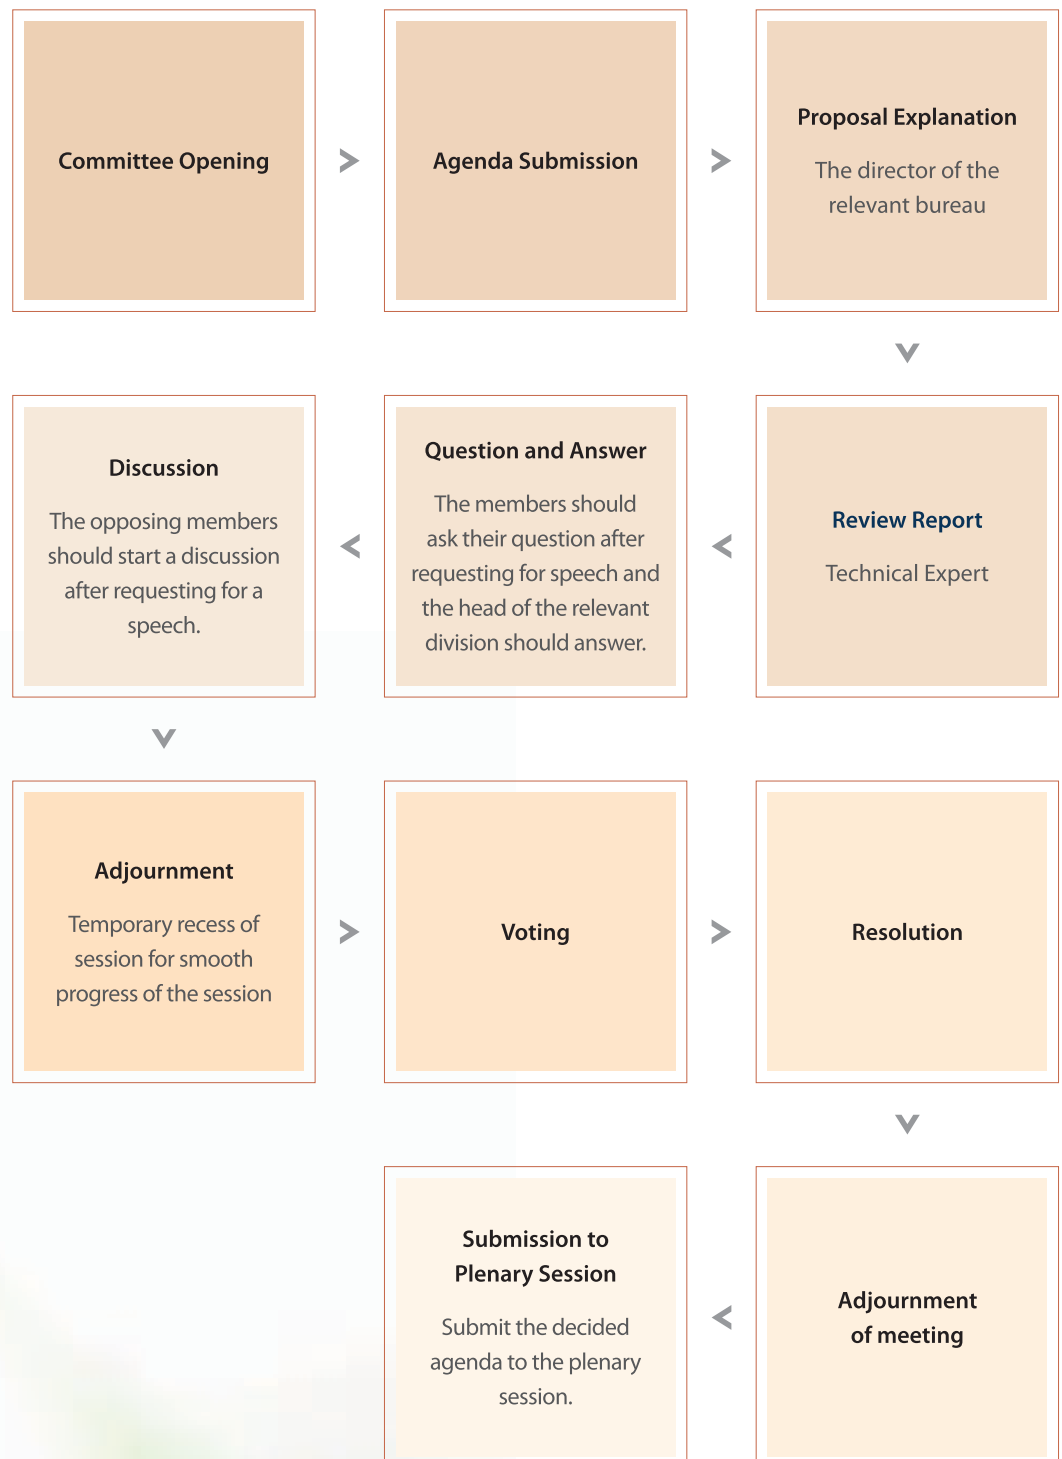 Committee Opening
>
Agenda Submission
>
Proposal Explanation
The director of the
relevant bureau
Review Report
Technical Expert
<
Question and Answer
The members should
ask their question after
requesting for speech and
the head of the relevant
division should answer.
<
Discussion
The opposing members
should start a discussion
after requesting for a
speech.
Adjournment
Temporary recess of
session for smooth
progress of the session
>
Voting
>
Resolution
Adjournment
of meeting
<
Submission to
Plenary Session
Submit the decided
agenda to the plenary
session.